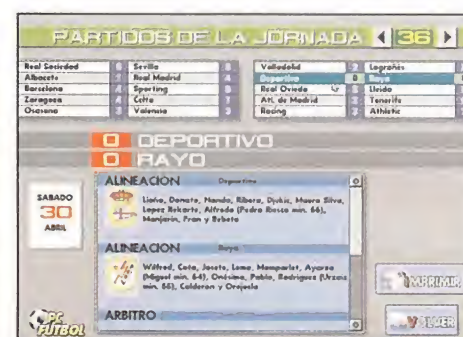 PARTIDOS DE LA JORNADA 36
Real Sociedad Sevilla
Albacete Real Madrid
Barcelona Sporting
Zaragoza Celta
Osasuna Valencia
Valladolid Logroñés
Deportivo 0 Rayo
Real Oviedo Lleida
Atl. de Madrid Tenerife
Racing Athletic
0 DEPORTIVO
0 RAYO
SABADO
30
ABRIL
ALINEACION Deportivo
Liaño, Donato, Nando, Ribera, Djukic, Mauro Silva,
Lopez Rekarte, Alfredo (Pedro Riesco min. 66),
Manjarin, Fran y Bebeto
ALINEACION Rayo
Wilfred, Cota, Josete, Lema, Momparlet, Ayarza
(Miguel min. 64), Onésimo, Pablo, Rodriguez (Urzaiz
min. 66), Calderon y Orejuela
ARBITRO
IMPRIMIR
VOLVER
PC
FUTBOL